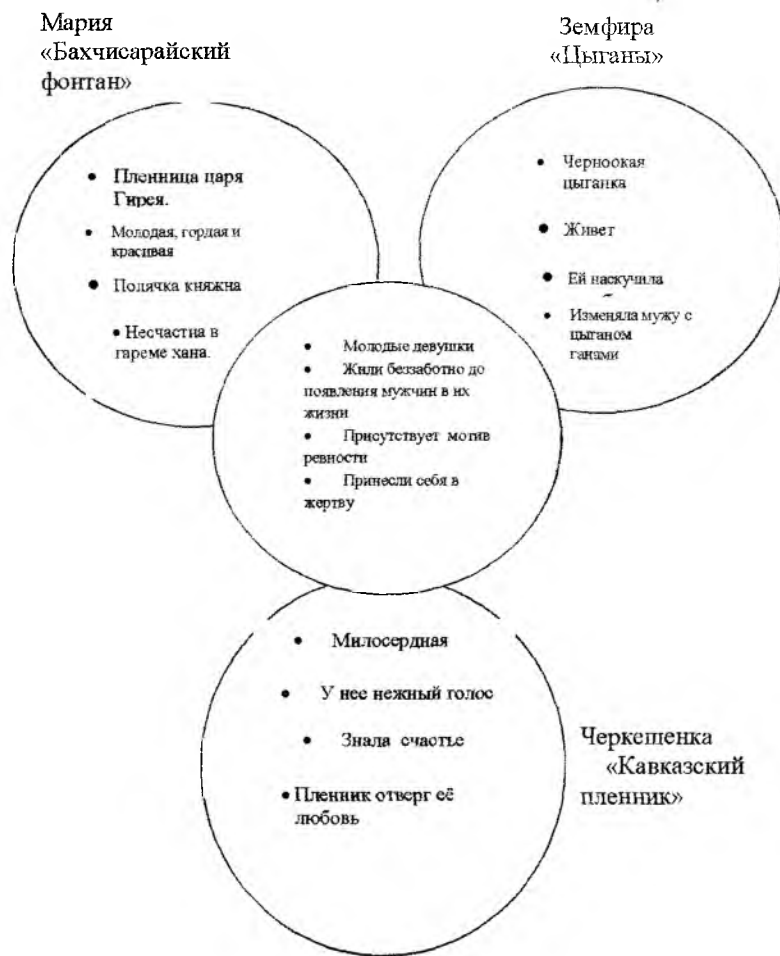 Мария
«Бахчисарайский
фонтан»
Земфира
«Цыганы»
• Пленница царя
Гирея.
• Молодая, гордая и
красивая
• Полячка княжна
• Несчастна в
гареме хана.
• Черноокая
цыганка
• Живет
• Ей наскучила
• Изменяла мужу с
цыганом
ганами
• Молодые девушки
• Жили беззаботно до
появления мужчин в их
жизни
• Присутствует мотив
ревности
• Принесли себя в
жертву
• Милосердная
• У нее нежный голос
• Знала счастье
• Пленник отверг её
любовь
Черкешенка
«Кавказский
пленник»